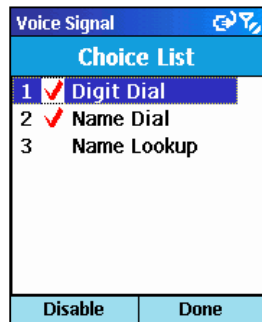 Voice Signal
Choice List
1 Digit Dial
2 Name Dial
3 Name Lookup
Disable Done